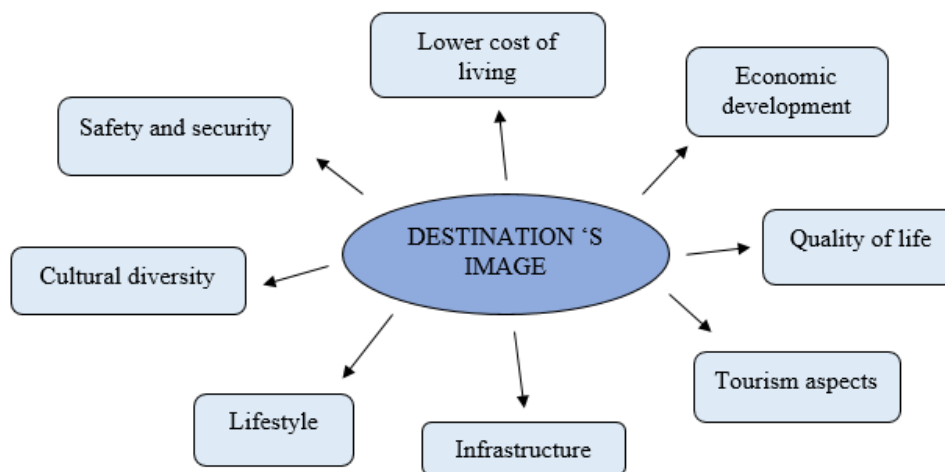 Lower cost of
living
Economic
development
Safety and security
DESTINATION ‘S
IMAGE
Quality of life
Cultural diversity
Tourism aspects
Lifestyle
Infrastructure